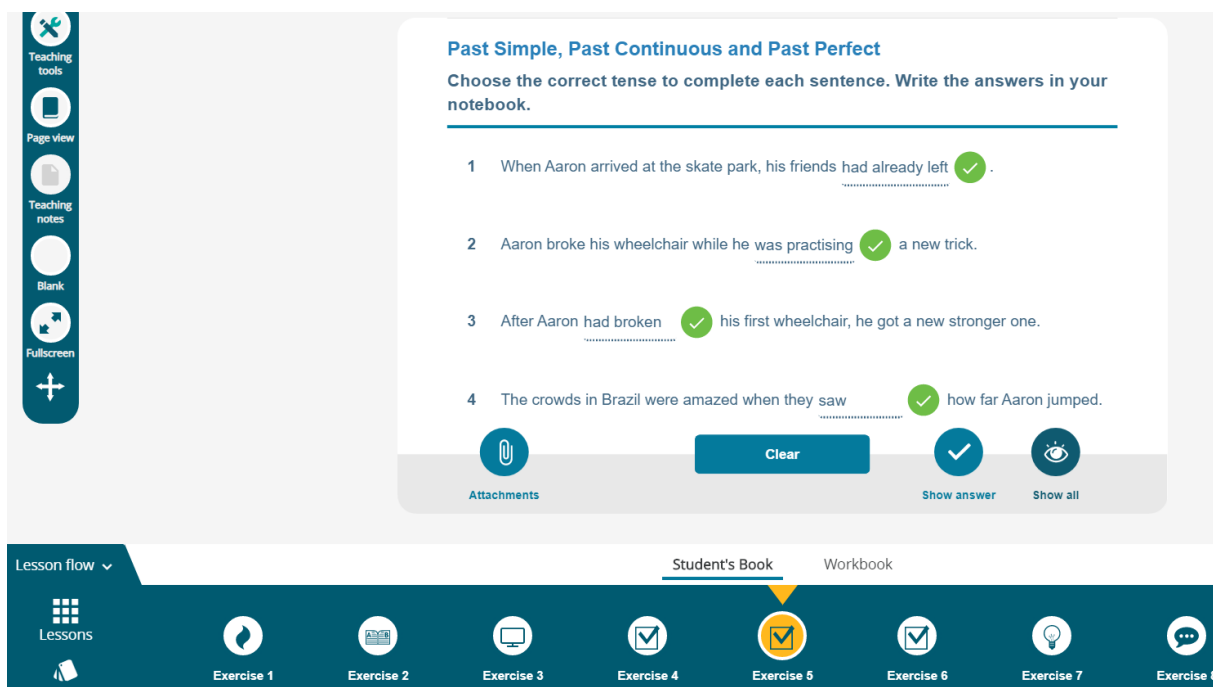 Teaching
tools
Page view
Teaching
notes
Blank
Fullscreen
Past Simple, Past Continuous and Past Perfect
Choose the correct tense to complete each sentence. Write the answers in your
notebook.
1 When Aaron arrived at the skate park, his friends had already left .
2 Aaron broke his wheelchair while he was practising a new trick.
3 After Aaron had broken his first wheelchair, he got a new stronger one.
4 The crowds in Brazil were amazed when they saw how far Aaron jumped.
Clear
Attachments Show answer Show all
Lesson flow Student's Book Workbook
Lessons
Exercise 1 Exercise 2 Exercise 3 Exercise 4 Exercise 5 Exercise 6 Exercise 7 Exercise